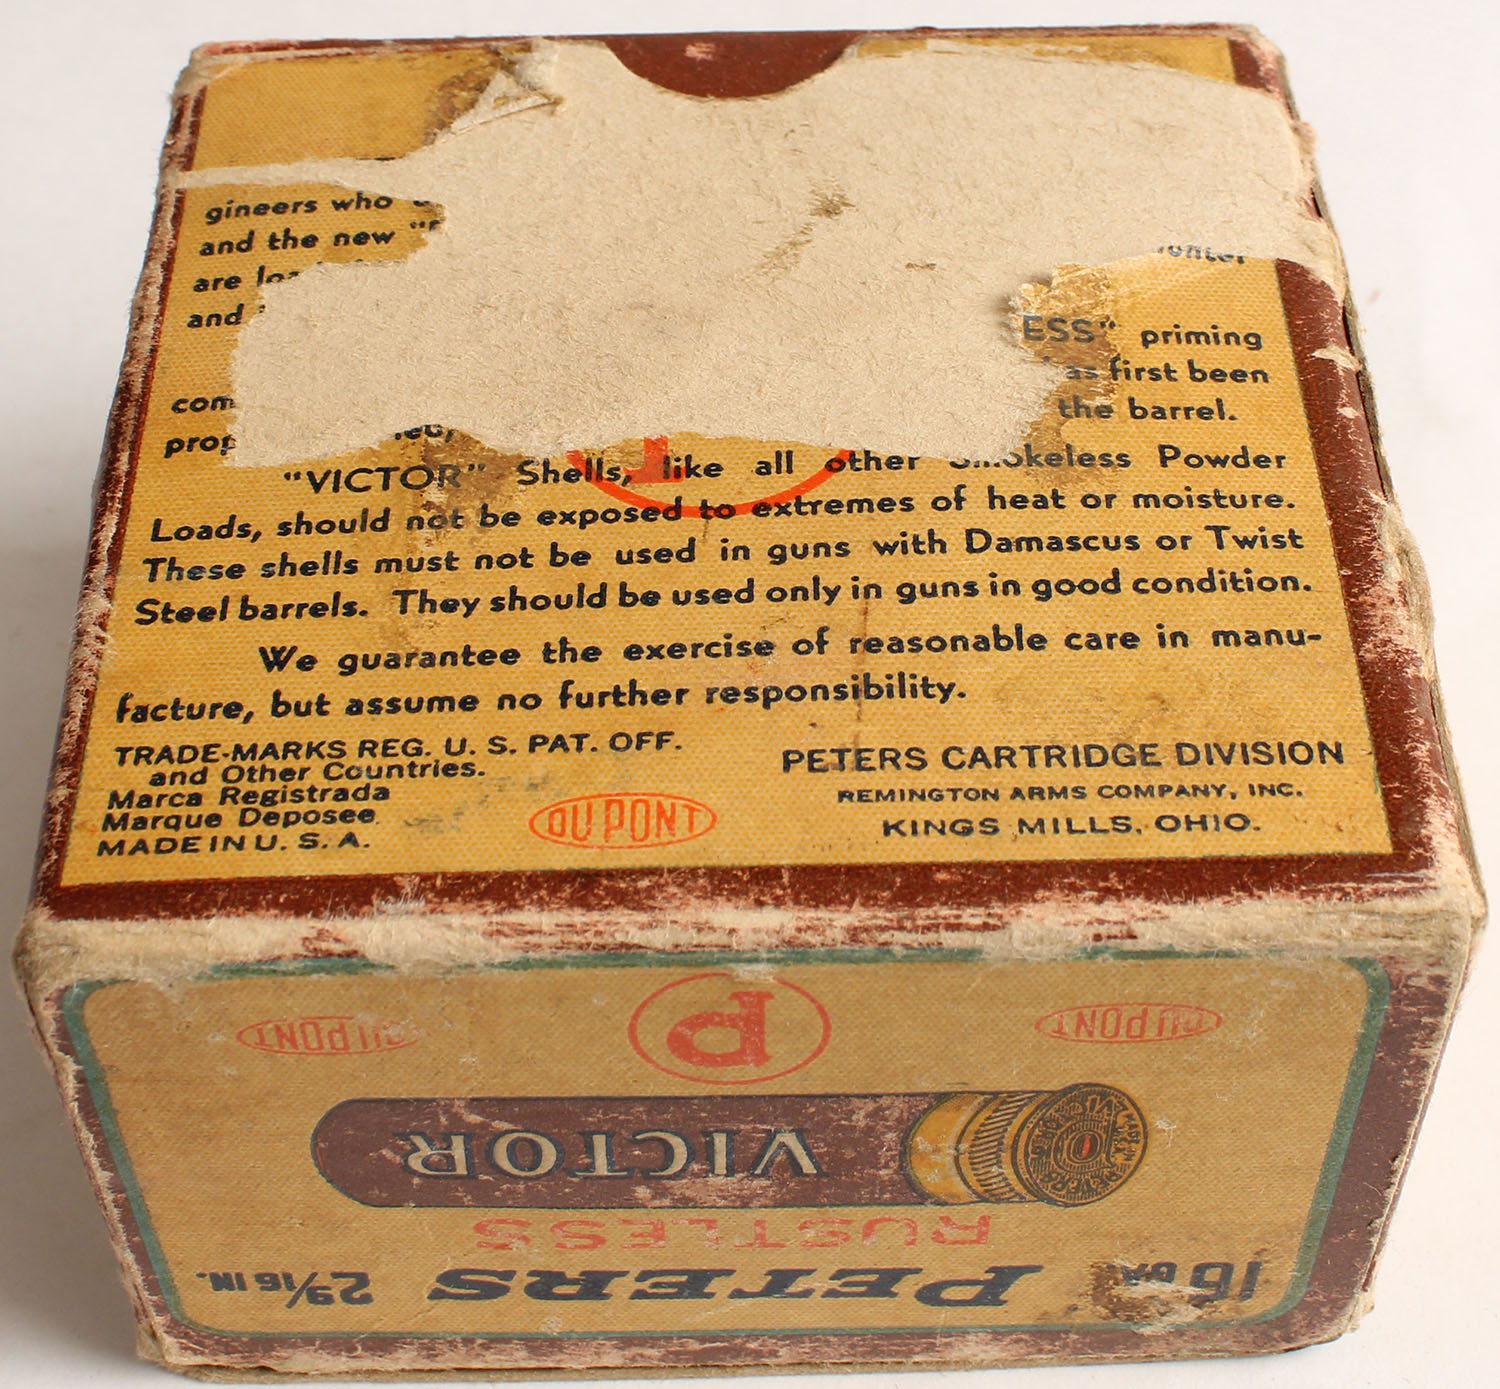 gineers who
and the new
are
and
ESS" priming
com
first been
prop
the barrel.
"VICTOR" Shells, like all other Smokeless Powder
Loads, should not be exposed to extremes of heat or moisture.
These shells must not be used in guns with Damascus or Twist
Steel barrels. They should be used only in guns in good condition.
We guarantee the exercise of reasonable care in manu-
facture, but assume no further responsibility.
TRADE-MARKS REG. U. S. PAT. OFF.
and Other Countries.
Marca Registrada
Marque Deposee
MADE IN U. S. A.
DU PONT
PETERS CARTRIDGE DIVISION
REMINGTON ARMS COMPANY, INC.
KINGS MILLS, OHIO.
16 GA. PETERS 2 9/16 IN.
RUSTLESS
VICTOR
DU PONT P DU PONT